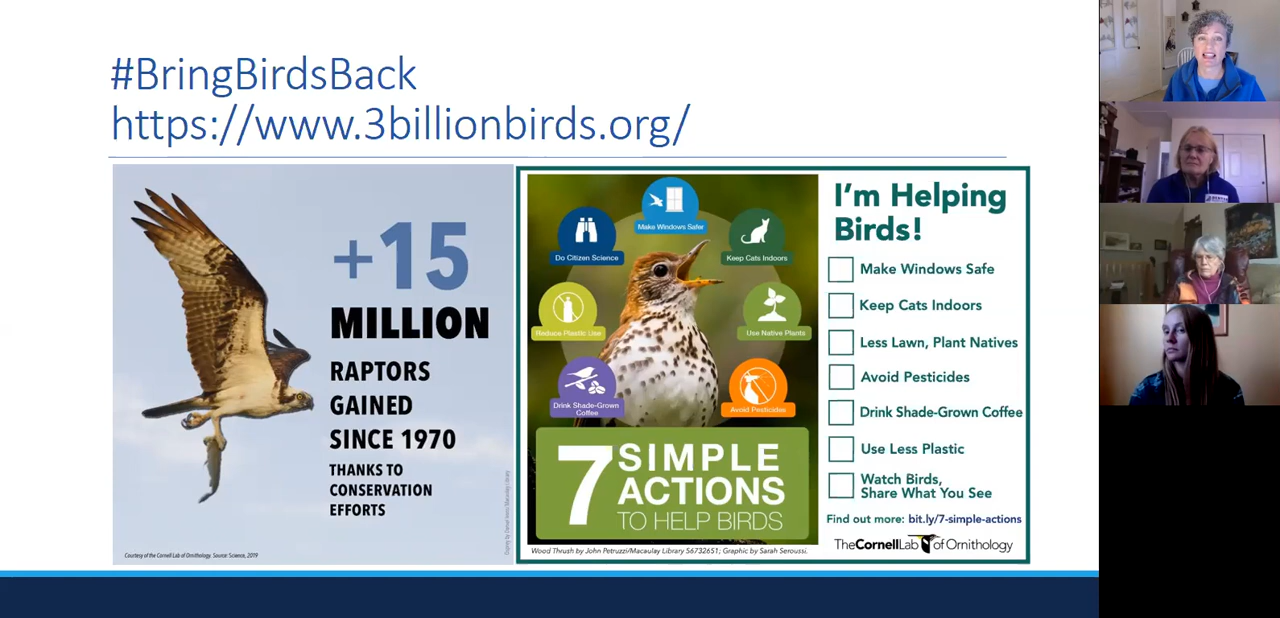 #BringBirdsBack
https://www.3billionbirds.org/
+15
MILLION
RAPTORS
GAINED
SINCE 1970
THANKS TO
CONSERVATION
EFFORTS
Courtesy of the Cornell Lab of Ornithology. Source: Science, 2019
Make Windows Safer
Do Citizen Science
Keep Cats Indoors
Reduce Plastic Use
Use Native Plants
Drink Shade-Grown
Coffee
Avoid Pesticides
7 SIMPLE
ACTIONS
TO HELP BIRDS
Wood Thrush by John Petruzzi/Macaulay Library S6732651; Graphic by Sarah Seroussi.
I'm Helping
Birds!
Make Windows Safe
Keep Cats Indoors
Less Lawn, Plant Natives
Avoid Pesticides
Drink Shade-Grown Coffee
Use Less Plastic
Watch Birds,
Share What You See
Find out more: bit.ly/7-simple-actions
TheCornellLab of Ornithology